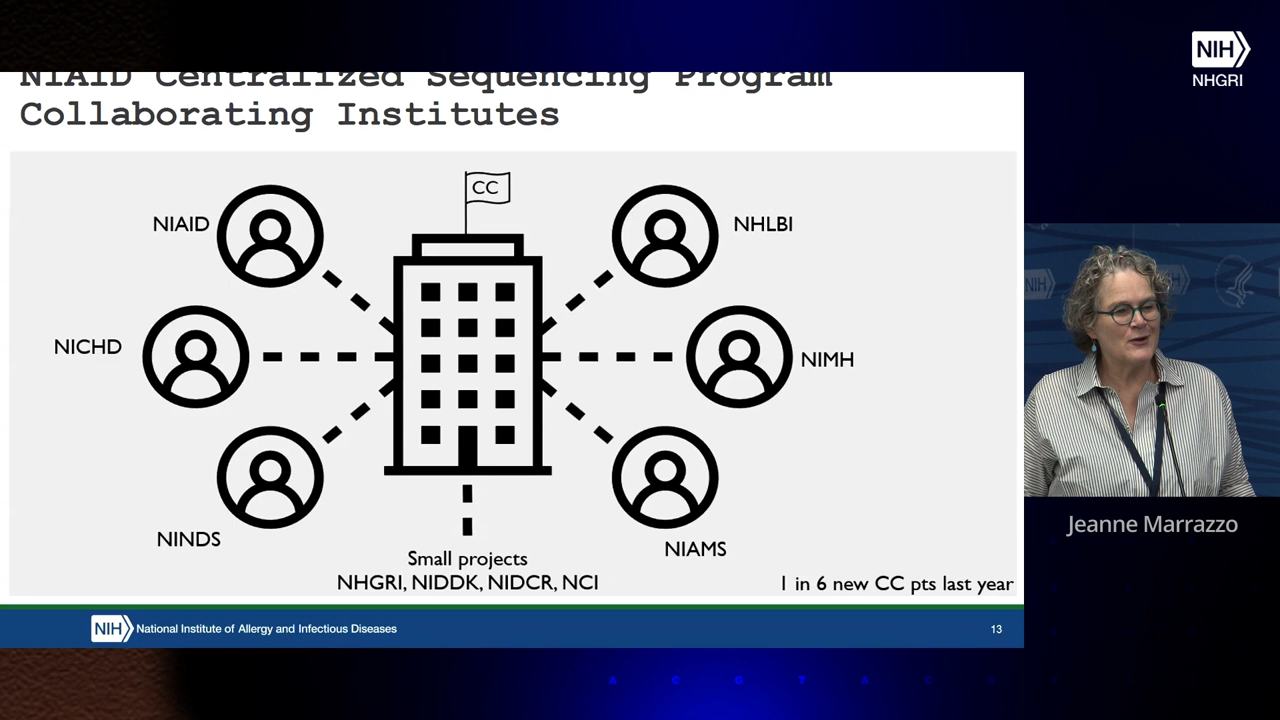 NIH
NHGRI
NIAID Centralized Sequencing Program
Collaborating Institutes
CC
NIAID
NHLBI
NICHD
NIMH
NINDS
NIAMS
Small projects
NHGRI, NIDDK, NIDCR, NCI
1 in 6 new CC pts last year
NIH National Institute of Allergy and Infectious Diseases
13
NIH
NIH
Jeanne Marrazzo
A C G T A C